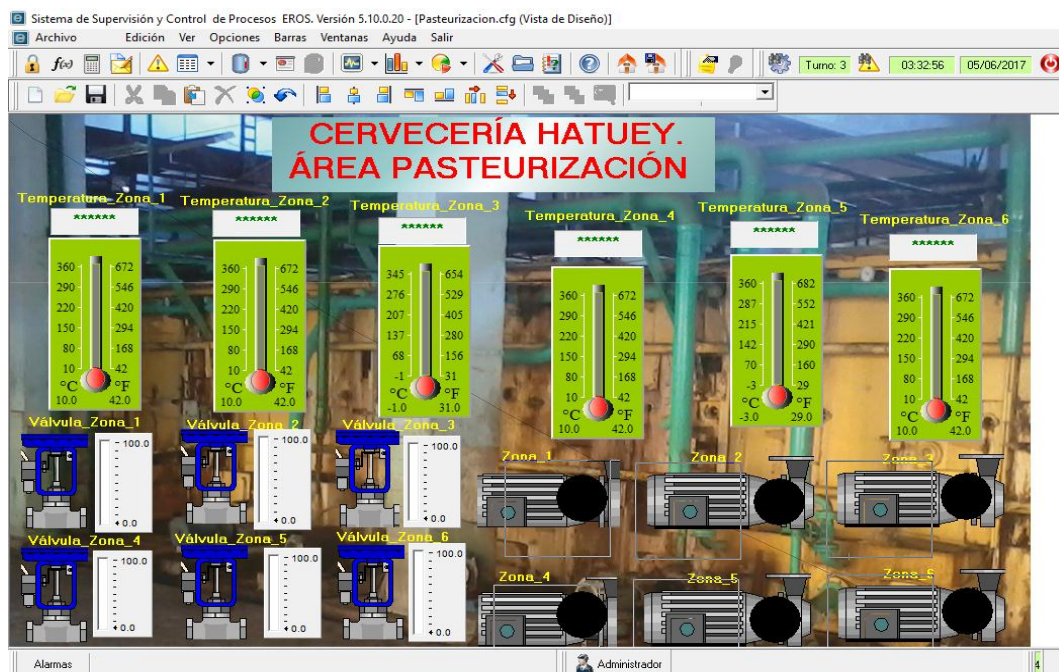 Sistema de Supervisión y Control de Procesos EROS. Versión 5.10.0.20 - [Pasteurizacion.cfg (Vista de Diseño)]
Archivo Edición Ver Opciones Barras Ventanas Ayuda Salir
f(x) Turno: 3 03:32:56 05/06/2017
CERVECERÍA HATUEY.
ÁREA PASTEURIZACIÓN
Temperatura_Zona_1 Temperatura_Zona_2 Temperatura_Zona_3 Temperatura_Zona_4 Temperatura_Zona_5 Temperatura_Zona_6
****** ****** ****** ****** ****** ******
360 672 360 672 345 654 360 672 360 682 360 672
290 546 290 546 276 529 290 546 287 552 290 546
220 420 220 420 207 405 220 420 215 421 220 420
150 294 150 294 137 280 150 294 142 290 150 294
80 168 80 168 68 156 80 168 70 160 80 168
10 42 10 42 -1 31 10 42 -3 29 10 42
°C °F °C °F °C °F °C °F °C °F °C °F
10.0 42.0 10.0 42.0 -1.0 31.0 10.0 42.0 -3.0 29.0 10.0 42.0
Válvula_Zona_1 Válvula_Zona_2 Válvula_Zona_3 Zona_1 Zona_2 Zona_3
100.0 100.0 100.0
0.0 0.0 0.0
Válvula_Zona_4 Válvula_Zona_5 Válvula_Zona_6 Zona_4 Zona_5 Zona_6
100.0 100.0 100.0
0.0 0.0 0.0
Alarmas Administrador 4